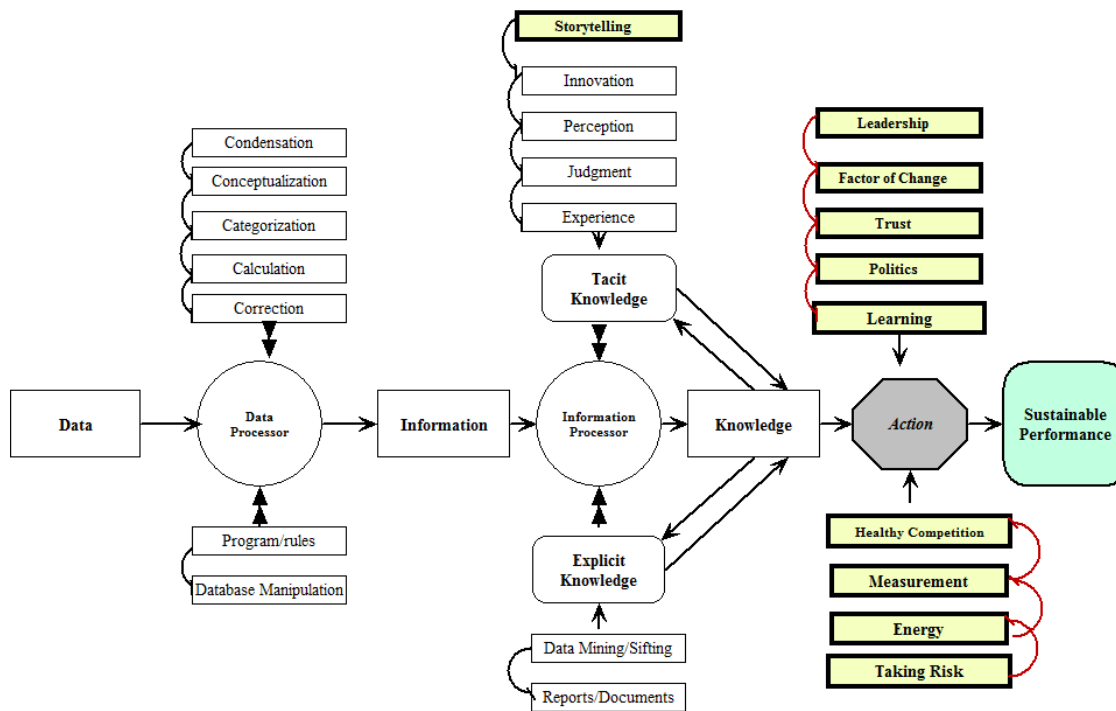 Storytelling
Innovation
Perception
Judgment
Experience
Condensation
Conceptualization
Categorization
Calculation
Correction
Leadership
Factor of Change
Trust
Politics
Learning
Tacit
Knowledge
Data
Data
Processor
Information
Information
Processor
Knowledge
Action
Sustainable
Performance
Program/rules
Database Manipulation
Explicit
Knowledge
Data Mining/Sifting
Reports/Documents
Healthy Competition
Measurement
Energy
Taking Risk